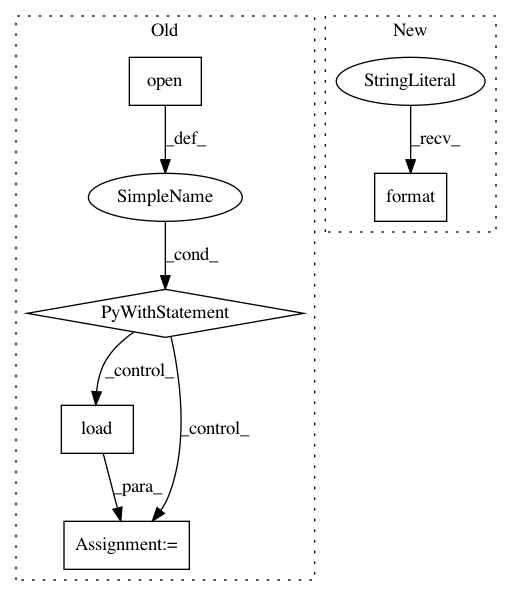 Old
New
open
StringLiteral
_def_
_recv_
SimpleName
format
_cond_
PyWithStatement
_control_
load
_control_
_para_
Assignment:=